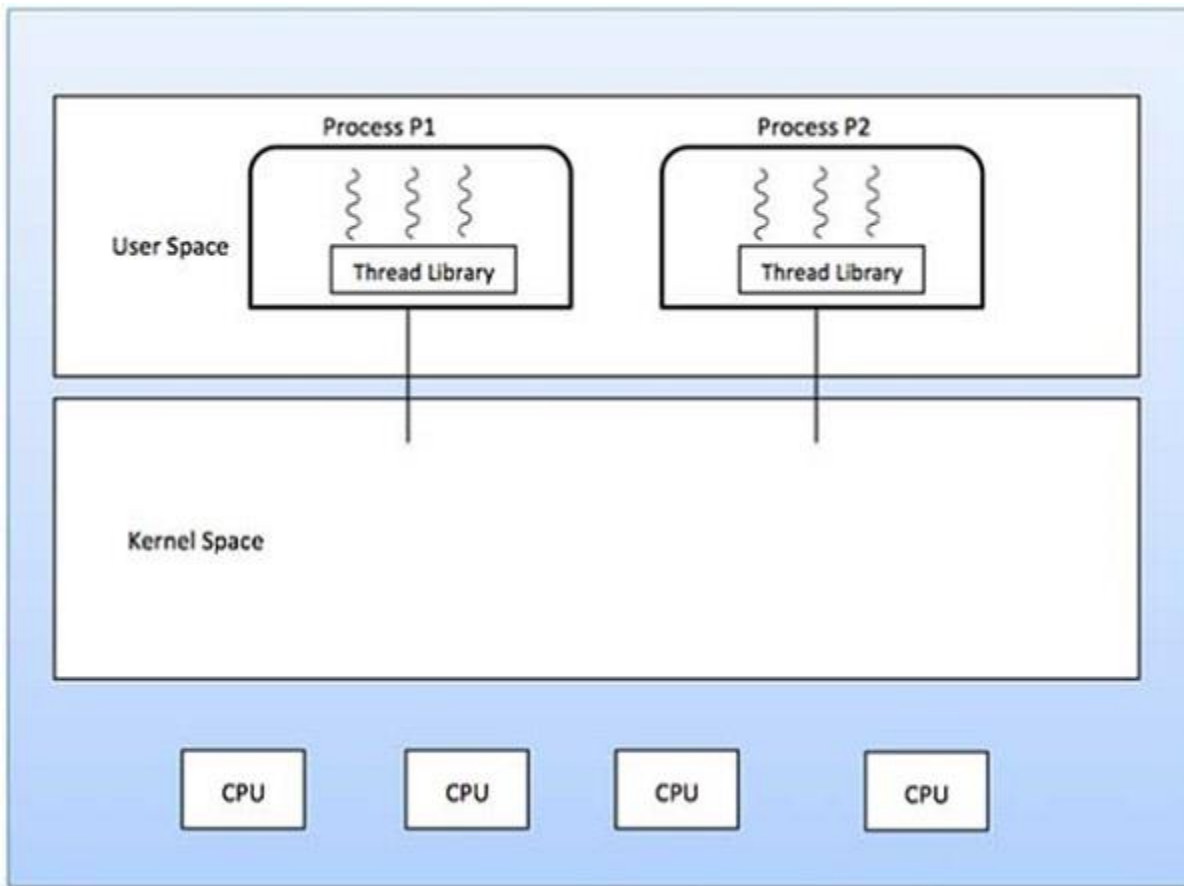 Process P1
Process P2
User Space
Thread Library
Thread Library
Kernel Space
CPU
CPU
CPU
CPU